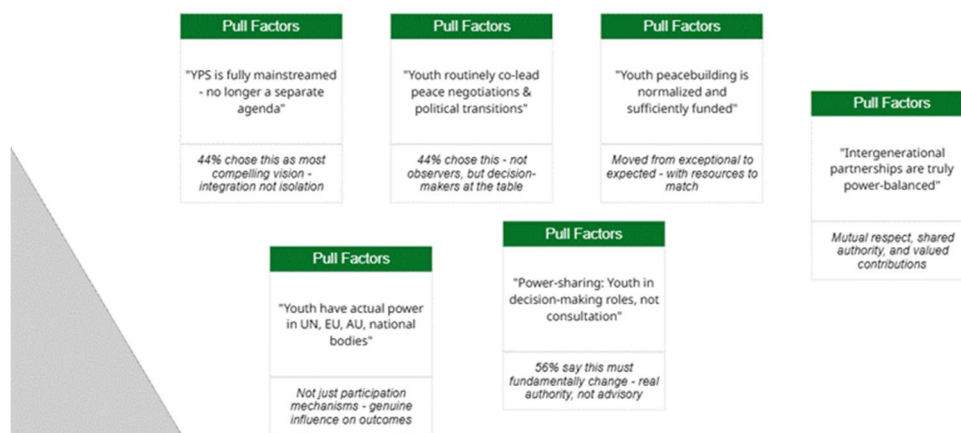 Pull Factors
"YPS is fully mainstreamed
- no longer a separate
agenda"
44% chose this as most
compelling vision -
integration not isolation
Pull Factors
"Youth routinely co-lead
peace negotiations &
political transitions"
44% chose this - not
observers, but decision-
makers at the table
Pull Factors
"Youth peacebuilding is
normalized and
sufficiently funded"
Moved from exceptional to
expected - with resources to
match
Pull Factors
"Intergenerational
partnerships are truly
power-balanced"
Mutual respect, shared
authority, and valued
contributions
Pull Factors
"Youth have actual power
in UN, EU, AU, national
bodies"
Not just participation
mechanisms - genuine
influence on outcomes
Pull Factors
"Power-sharing: Youth in
decision-making roles, not
consultation"
56% say this must
fundamentally change - real
authority, not advisory